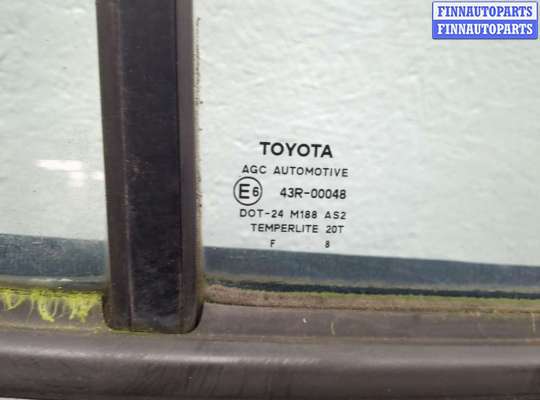 FINNAUTOPARTS
FINNAUTOPARTS
TOYOTA
AGC AUTOMOTIVE
E6 43R-00048
DOT-24 M188 AS2
TEMPERLITE 20T
F 8